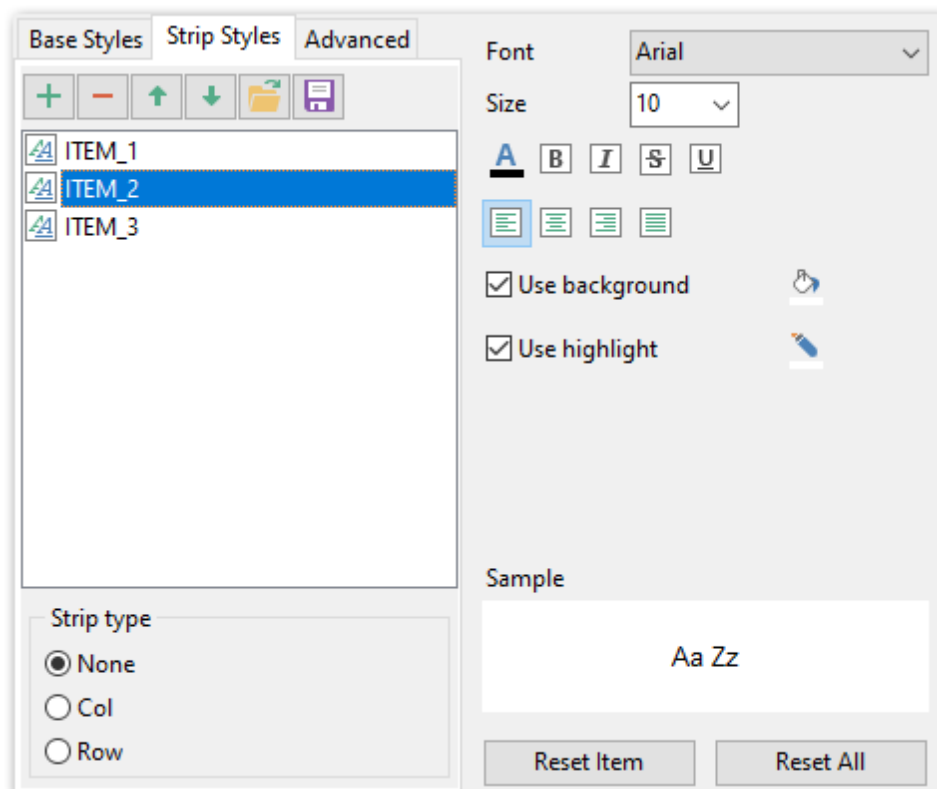 Base Styles Strip Styles Advanced
ITEM_1
ITEM_2
ITEM_3
Strip type
None
Col
Row
Font Arial
Size 10
A B I S U
Use background
Use highlight
Sample
Aa Zz
Reset Item Reset All